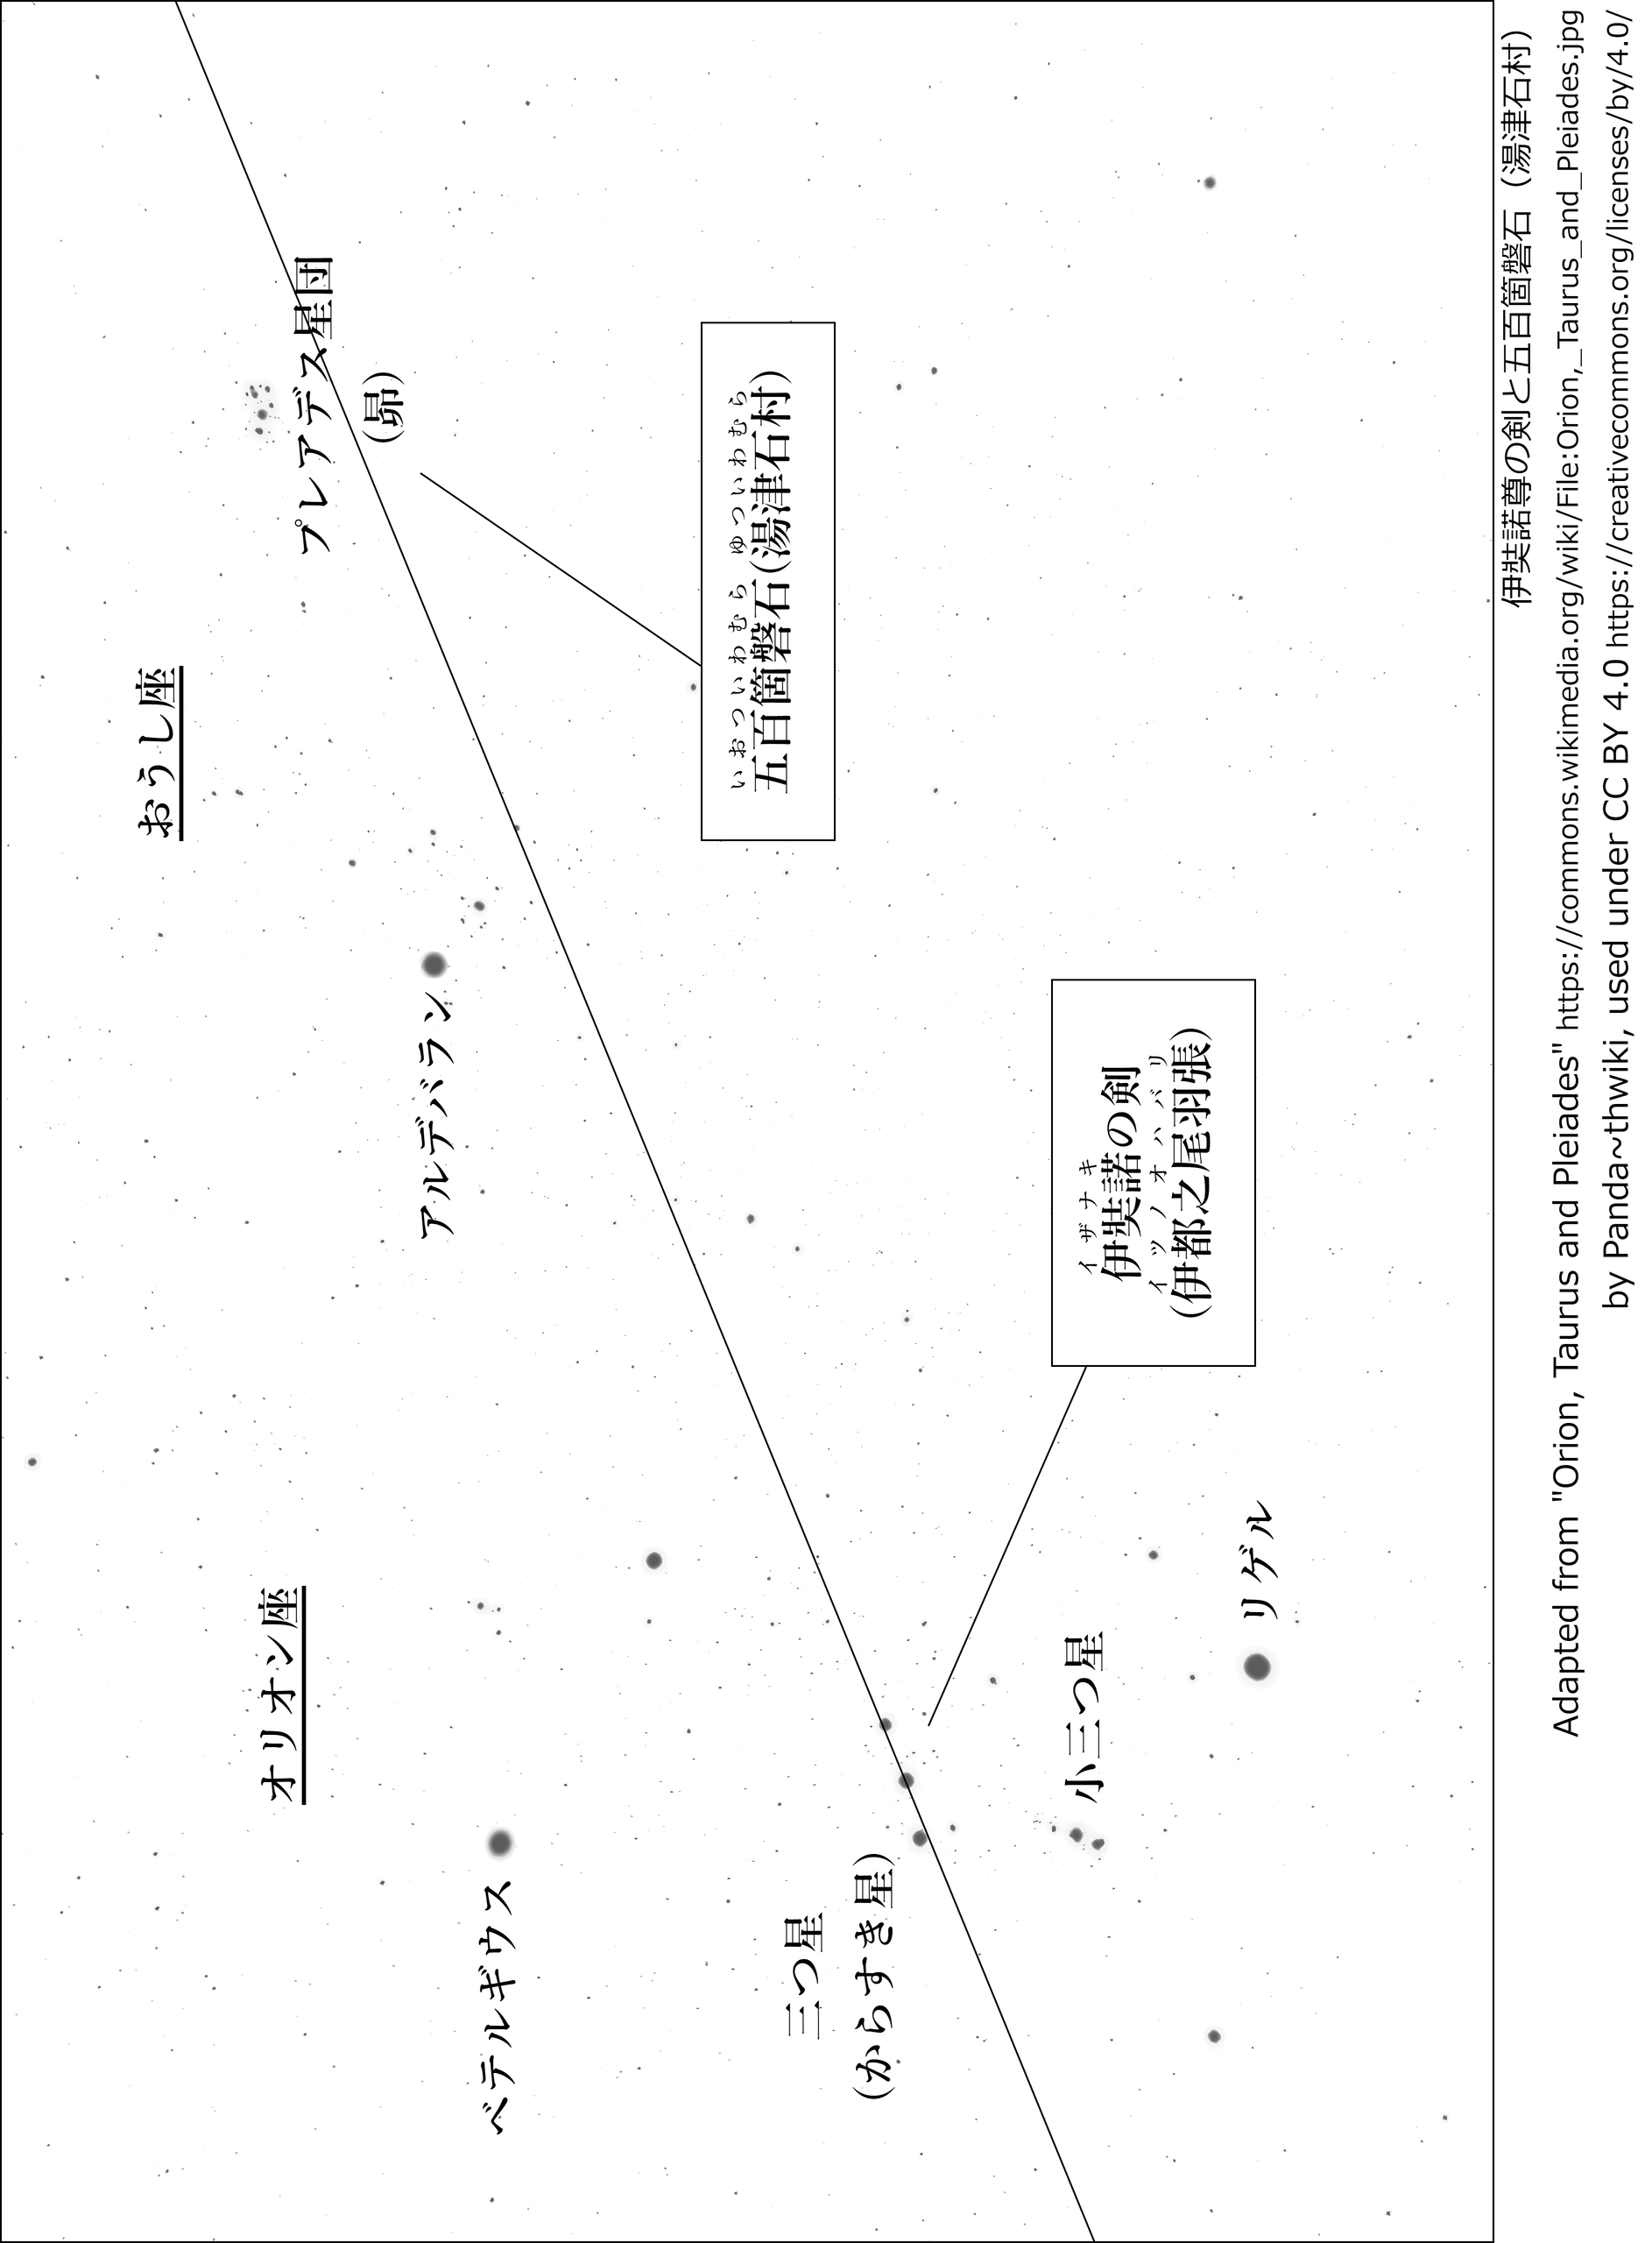 おうし座
プレアデス星団
(昴)
いおついわむら ゆついわむら
五百箇磐石(湯津石村)
アルデバラン
オリオン座
イザナキ
伊奘諾の剣
イツノオハバリ
(伊都之尾羽張)
ベテルギウス
三つ星
(からすき星)
小三つ星
リゲル
伊奘諾尊の剣と五百箇磐石（湯津石村）
Adapted from "Orion, Taurus and Pleiades" https://commons.wikimedia.org/wiki/File:Orion,_Taurus_and_Pleiades.jpg
by Panda~thwiki, used under CC BY 4.0 https://creativecommons.org/licenses/by/4.0/